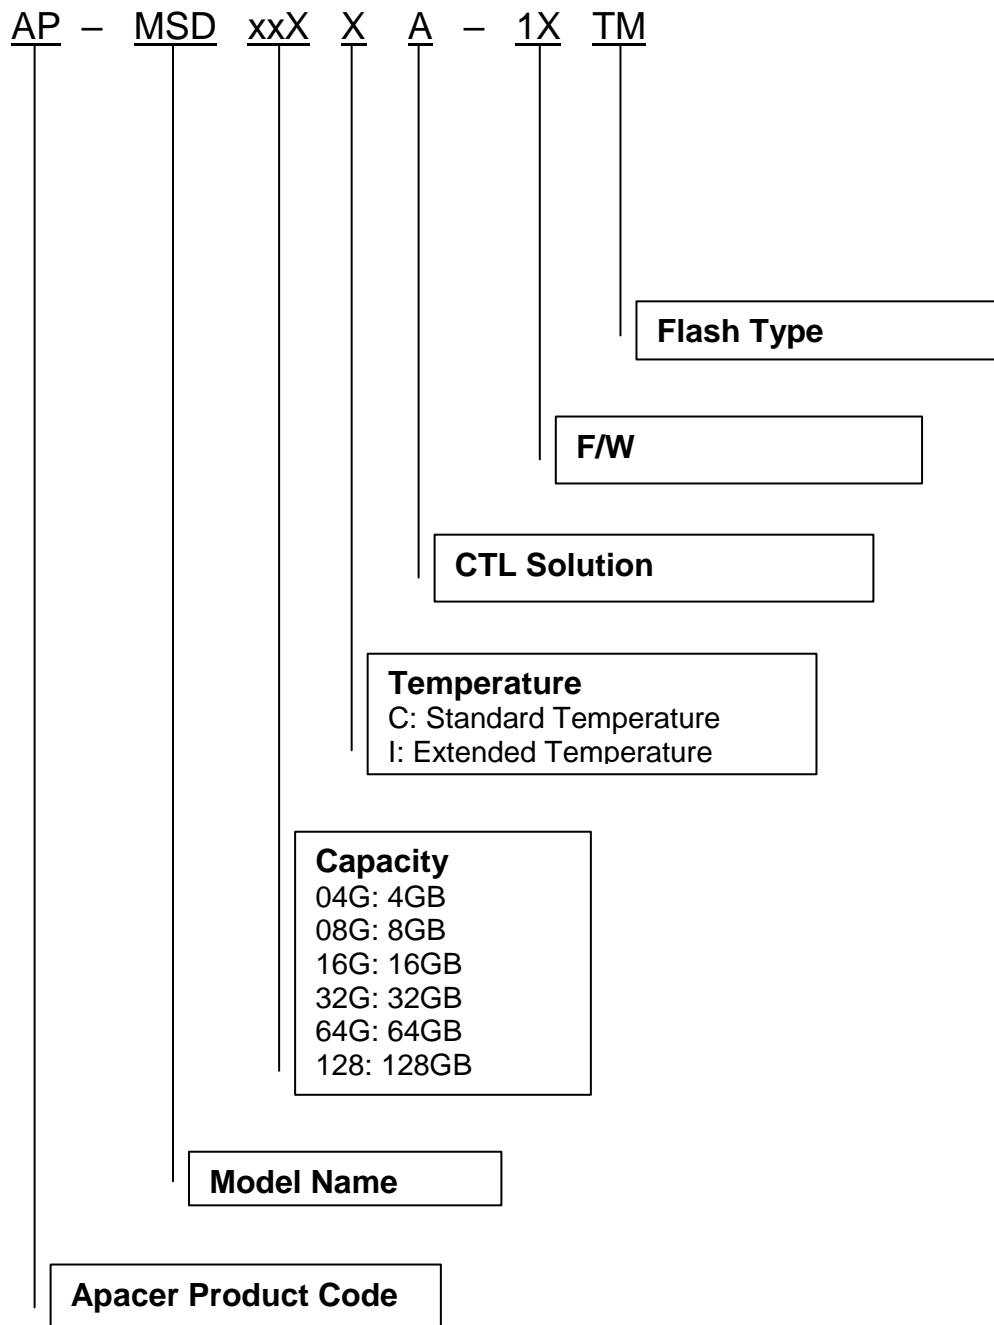 AP – MSD xxX X A – 1X TM
Flash Type
F/W
CTL Solution
Temperature
C: Standard Temperature
I: Extended Temperature
Capacity
04G: 4GB
08G: 8GB
16G: 16GB
32G: 32GB
64G: 64GB
128: 128GB
Model Name
Apacer Product Code